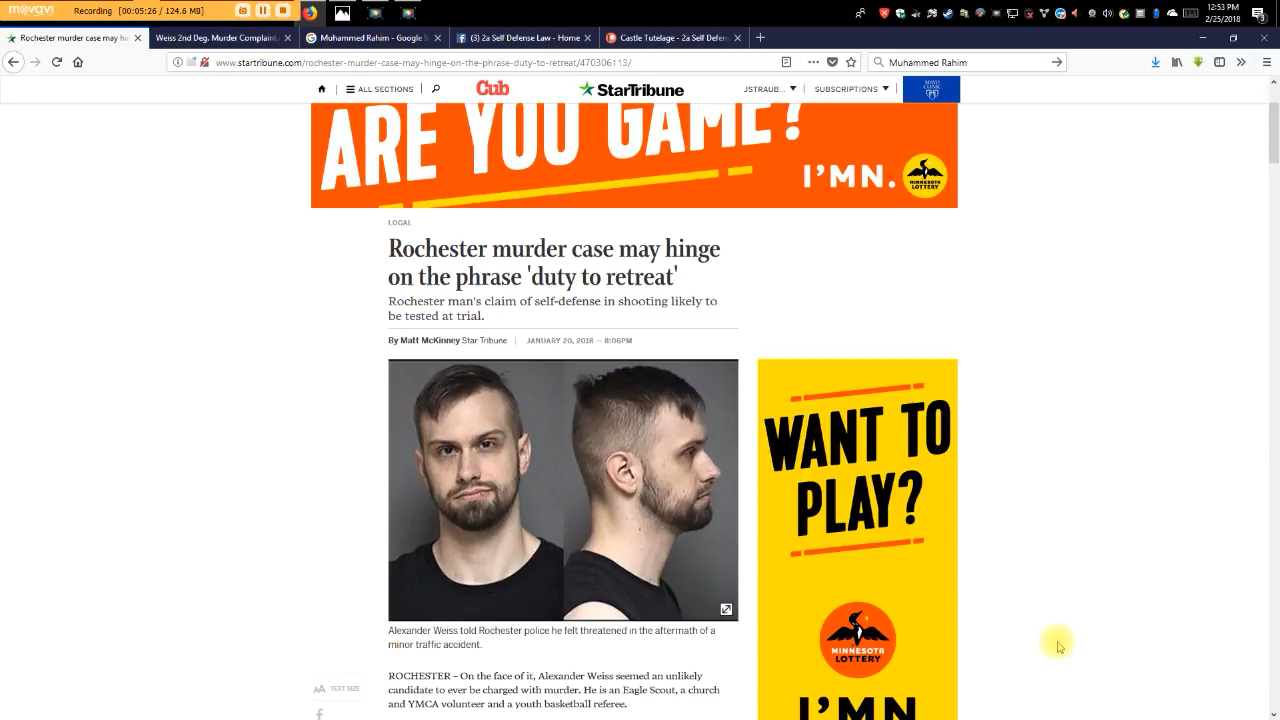 movavi
Recording [00:05:26 / 124.6 MB]
12:53 PM
2/25/2018
3
Rochester murder case may hi
Weiss 2nd Deg. Murder Complaint.
Muhammed Rahim - Google S
(3) 2a Self Defense Law - Home
Castle Tutelage - 2a Self Defen
www.startribune.com/rochester-murder-case-may-hinge-on-the-phrase-duty-to-retreat/470306113/
Muhammed Rahim
ALL SECTIONS
Cub
StarTribune
JSTRAUB...
SUBSCRIPTIONS
MAYO CLINIC
ARE YOU GAME?
I'MN.
MINNESOTA LOTTERY
LOCAL
Rochester murder case may hinge
on the phrase 'duty to retreat'
Rochester man's claim of self-defense in shooting likely to
be tested at trial.
By Matt McKinney Star Tribune | JANUARY 20, 2018 — 8:06PM
WANT TO
PLAY?
MINNESOTA
LOTTERY
I'MN
Alexander Weiss told Rochester police he felt threatened in the aftermath of a
minor traffic accident.
ROCHESTER – On the face of it, Alexander Weiss seemed an unlikely
candidate to ever be charged with murder. He is an Eagle Scout, a church
and YMCA volunteer and a youth basketball referee.
AA TEXT SIZE